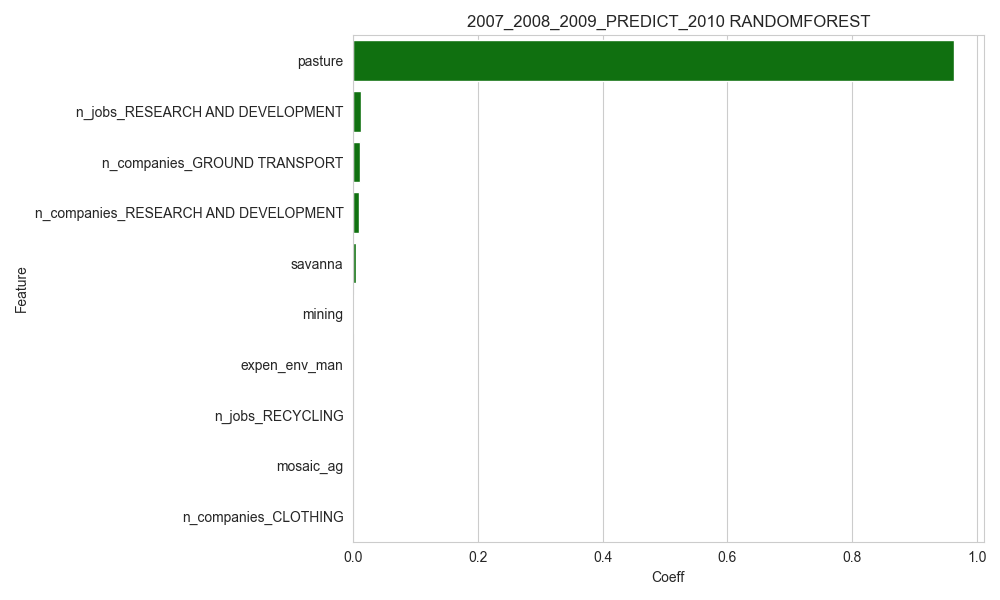 2007_2008_2009_PREDICT_2010 RANDOMFOREST
pasture
n_jobs_RESEARCH AND DEVELOPMENT
n_companies_GROUND TRANSPORT
n_companies_RESEARCH AND DEVELOPMENT
savanna
mining
expen_env_man
n_jobs_RECYCLING
mosaic_ag
n_companies_CLOTHING
Feature
0.0 0.2 0.4 0.6 0.8 1.0
Coeff